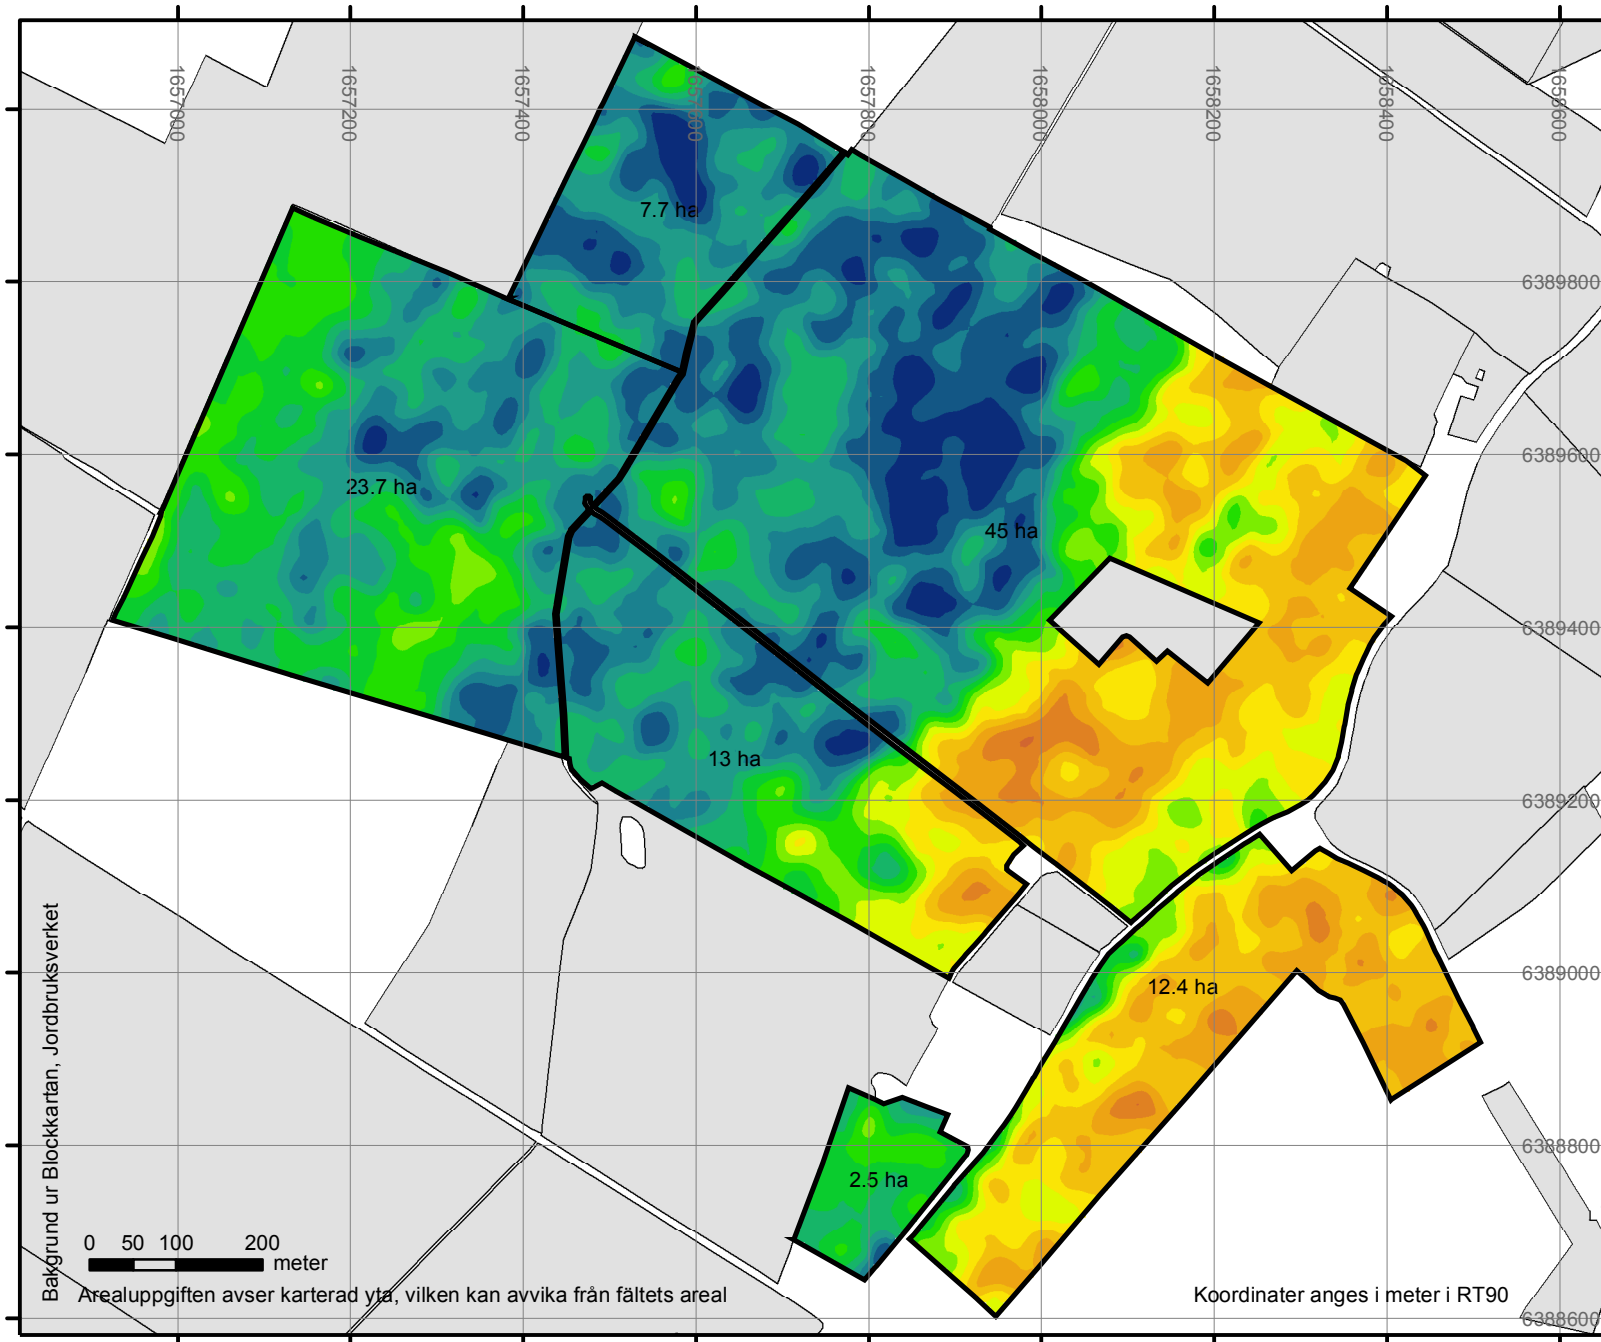 1657000
1657200
1657400
1657600
1657800
1658000
1658200
1658400
1658600
7.7 ha
6389800
6389600
23.7 ha
45 ha
6389400
13 ha
6389200
12.4 ha
6389000
6388800
2.5 ha
6388600
Bakgrund ur Blockkartan, Jordbruksverket
0 50 100 200
meter
Arealuppgiften avser karterad yta, vilken kan avvika från fältets areal
Koordinater anges i meter i RT90